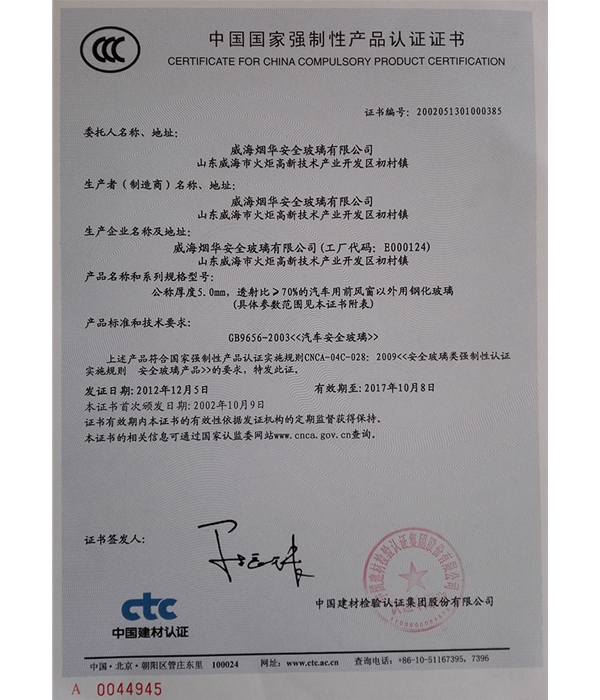 中国国家强制性产品认证证书
CERTIFICATE FOR CHINA COMPULSORY PRODUCT CERTIFICATION
证书编号：2002051301000385
委托人名称、地址：
威海烟华安全玻璃有限公司
山东威海市火炬高新技术产业开发区初村镇
生产者（制造商）名称、地址：
威海烟华安全玻璃有限公司
山东威海市火炬高新技术产业开发区初村镇
生产企业名称及地址：
威海烟华安全玻璃有限公司(工厂代码：E000124)
山东威海市火炬高新技术产业开发区初村镇
产品名称和系列规格型号：
公称厚度5.0mm，透射比≥70%的汽车用前风窗以外用钢化玻璃
(具体参数范围见本证书附表)
产品标准和技术要求：
GB9656-2003<<汽车安全玻璃>>
上述产品符合国家强制性产品认证实施规则CNCA-04C-028：2009<<安全玻璃类强制性认证
实施规则 安全玻璃产品>>的要求，特发此证。
发证日期:2012年12月5日 有效期至:2017年10月8日
本证书首次颁发日期:2002年10月9日
证书有效期内本证书的有效性依据发证机构的定期监督获得保持。
本证书的相关信息可通过国家认监委网站www.cnca.gov.cn查询。
证书签发人：
中国建材检验认证集团股份有限公司
ctc
中国建材认证
中国·北京·朝阳区管庄东里 100024 网址：www.ctc.ac.cn 查询电话：+86-10-51167395，7396
A 0044945